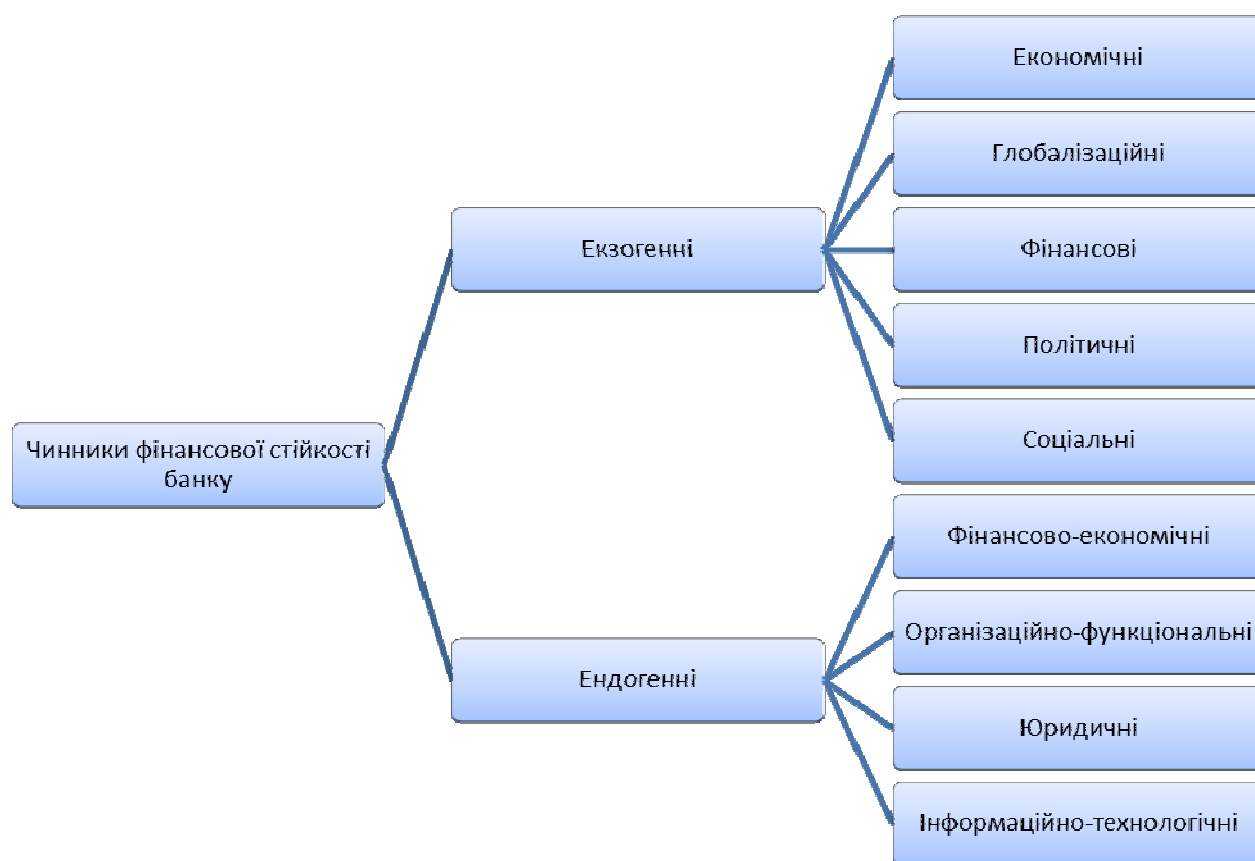 Чинники фінансової стійкості
банку
Екзогенні
Економічні
Глобалізаційні
Фінансові
Політичні
Соціальні
Ендогенні
Фінансово-економічні
Організаційно-функціональні
Юридичні
Інформаційно-технологічні